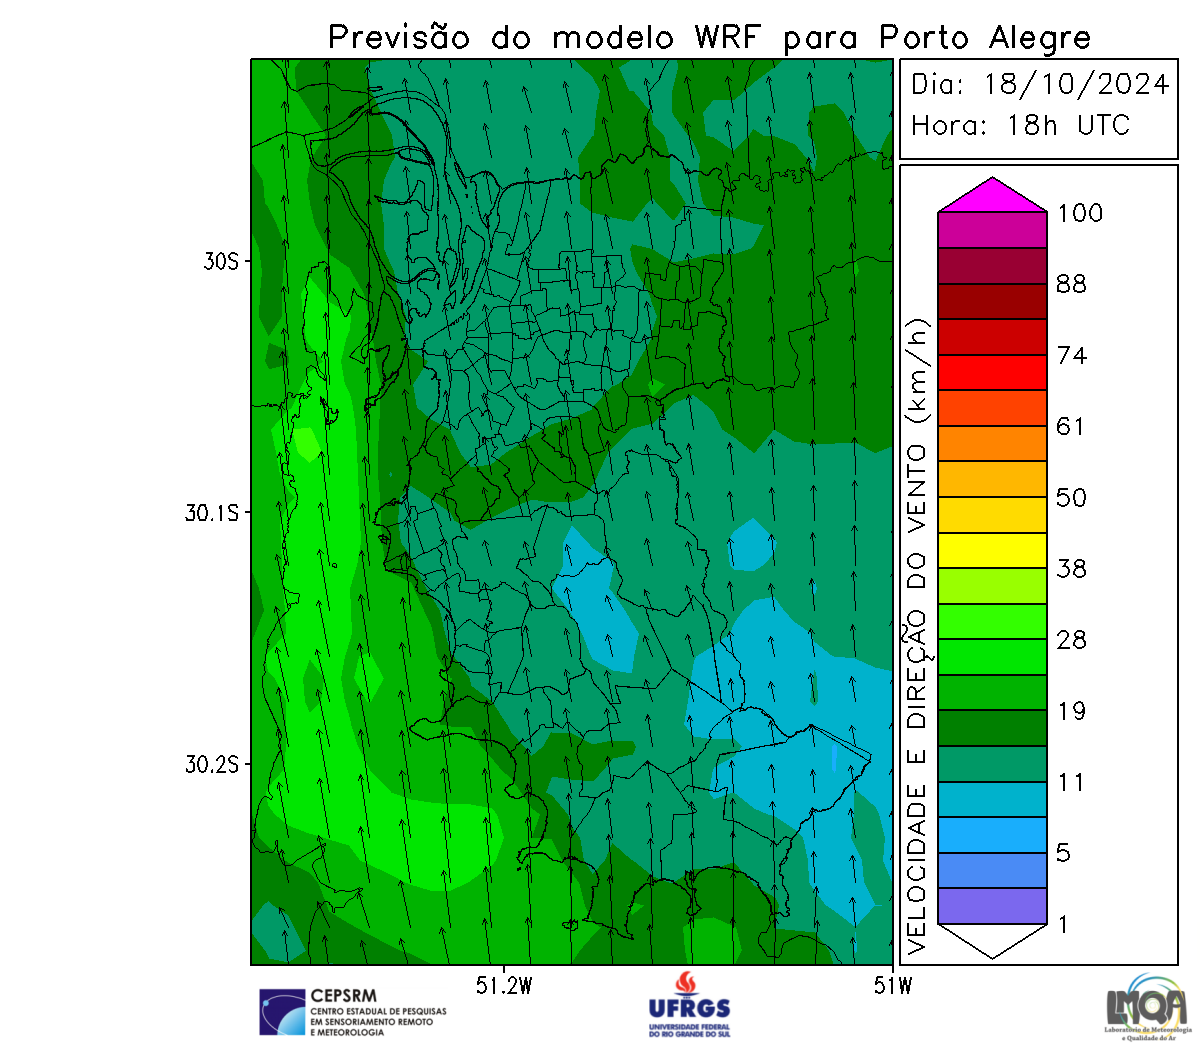 Previsão do modelo WRF para Porto Alegre
Dia: 18/10/2024
Hora: 18h UTC
30S
30.1S
30.2S
51.2W
51W
VELOCIDADE E DIREÇÃO DO VENTO (km/h)
100
88
74
61
50
38
28
19
11
5
1
CEPSRM
CENTRO ESTADUAL DE PESQUISAS
EM SENSORIAMENTO REMOTO
E METEOROLOGIA
UFRGS
UNIVERSIDADE FEDERAL
DO RIO GRANDE DO SUL
LMQA
Laboratório de Meteorologia
e Qualidade do Ar